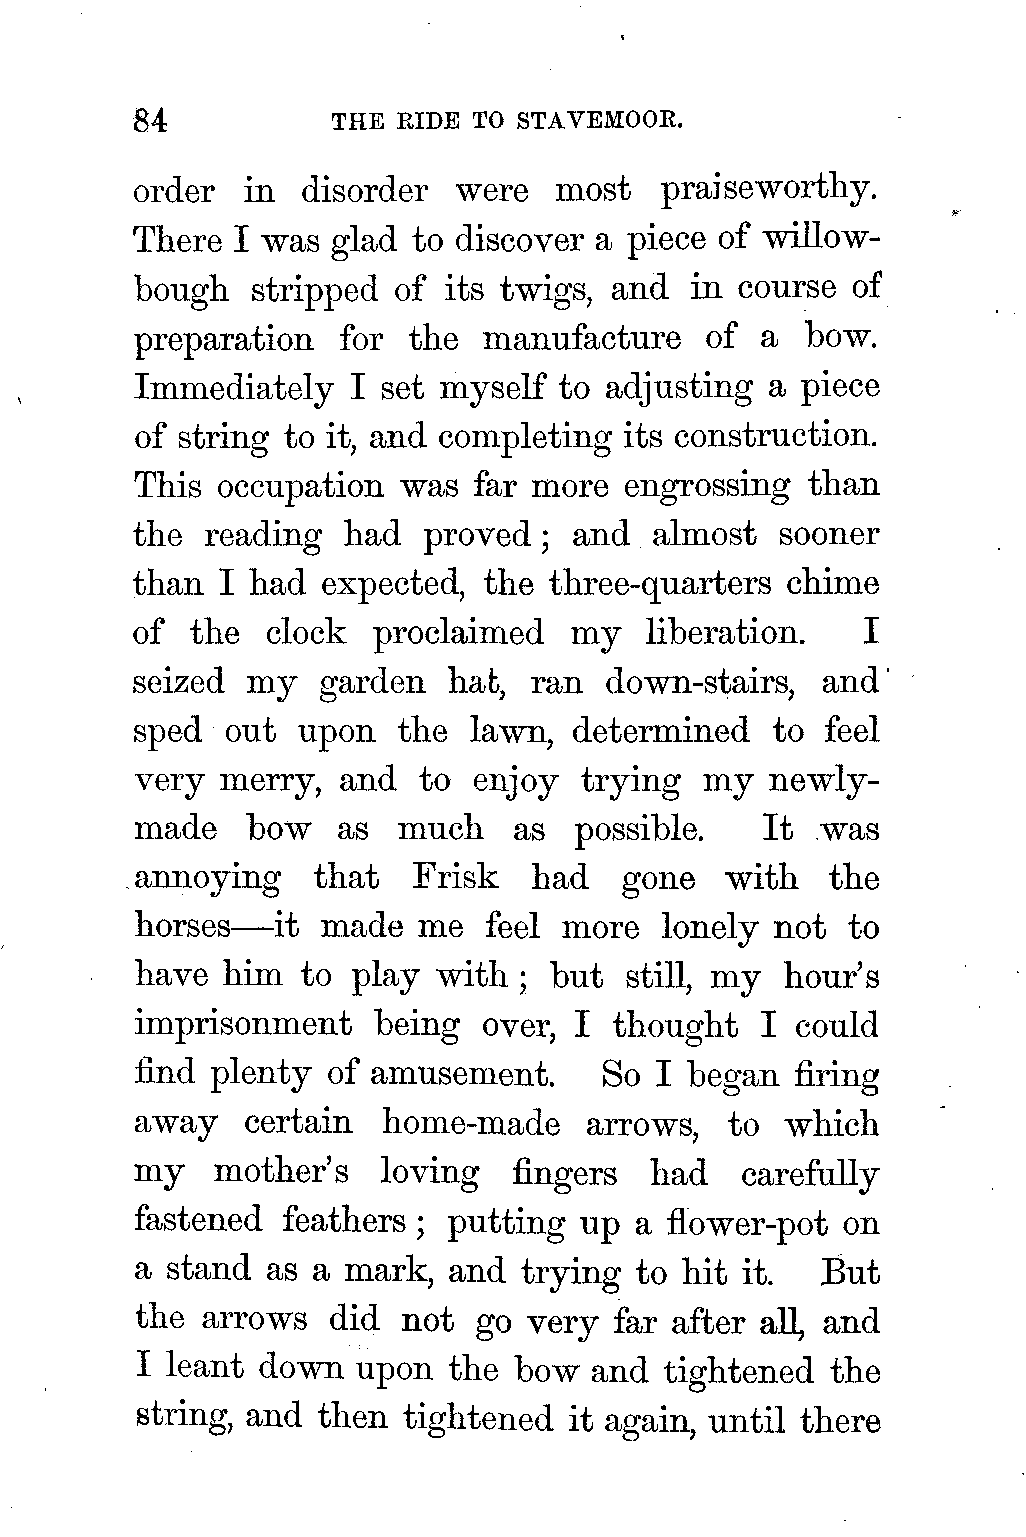 84 THE RIDE TO STAVEMOOR.
order in disorder were most praiseworthy.
There I was glad to discover a piece of willow-
bough stripped of its twigs, and in course of
preparation for the manufacture of a bow.
Immediately I set myself to adjusting a piece
of string to it, and completing its construction.
This occupation was far more engrossing than
the reading had proved ; and almost sooner
than I had expected, the three-quarters chime
of the clock proclaimed my liberation. I
seized my garden hat, ran down-stairs, and
sped out upon the lawn, determined to feel
very merry, and to enjoy trying my newly-
made bow as much as possible. It was
annoying that Frisk had gone with the
horses—it made me feel more lonely not to
have him to play with ; but still, my hour's
imprisonment being over, I thought I could
find plenty of amusement. So I began firing
away certain home-made arrows, to which
my mother's loving fingers had carefully
fastened feathers ; putting up a flower-pot on
a stand as a mark, and trying to hit it. But
the arrows did not go very far after all, and
I leant down upon the bow and tightened the
string, and then tightened it again, until there